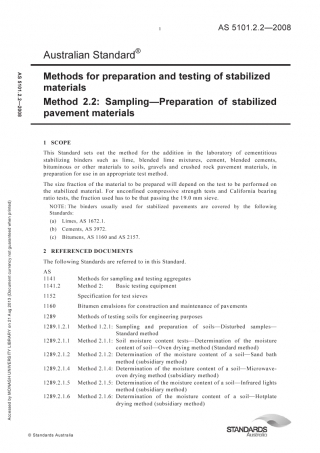 1
AS 5101.2.2—2008
Australian Standard®
Methods for preparation and testing of stabilized
materials
Method 2.2: Sampling—Preparation of stabilized
pavement materials
1 SCOPE
This Standard sets out the method for the addition in the laboratory of cementitious
stabilizing binders such as lime, blended lime mixtures, cement, blended cements,
bituminous or other materials to soils, gravels and crushed rock pavement materials, in
preparation for use in an appropriate test method.
The size fraction of the material to be prepared will depend on the test to be performed on
the stabilized material. For unconfined compressive strength tests and California bearing
ratio tests, the fraction used has to be that passing the 19.0 mm sieve.
NOTE: The binders usually used for stabilized pavements are covered by the following
Standards:
(a) Limes, AS 1672.1.
(b) Cements, AS 3972.
(c) Bitumens, AS 1160 and AS 2157.
2 REFERENCED DOCUMENTS
The following Standards are referred to in this Standard.
AS
1141 Methods for sampling and testing aggregates
1141.2 Method 2: Basic testing equipment
1152 Specification for test sieves
1160 Bitumen emulsions for construction and maintenance of pavements
1289 Methods of testing soils for engineering purposes
1289.1.2.1 Method 1.2.1: Sampling and preparation of soils—Disturbed samples—
Standard method
1289.2.1.1 Method 2.1.1: Soil moisture content tests—Determination of the moisture
content of soil—Oven drying method (Standard method)
1289.2.1.2 Method 2.1.2: Determination of the moisture content of a soil—Sand bath
method (subsidiary method)
1289.2.1.4 Method 2.1.4: Determination of the moisture content of a soil—Microwave-
oven drying method (subsidiary method)
1289.2.1.5 Method 2.1.5: Determination of the moisture content of a soil—Infrared lights
method (subsidiary method)
1289.2.1.6 Method 2.1.6: Determination of the moisture content of a soil—Hotplate
drying method (subsidiary method)
© Standards Australia
STANDARDS
Australia
AS 5101.2.2—2008
Accessed by MONASH UNIVERSITY LIBRARY on 21 Aug 2012 (Document currency not guaranteed when printed)